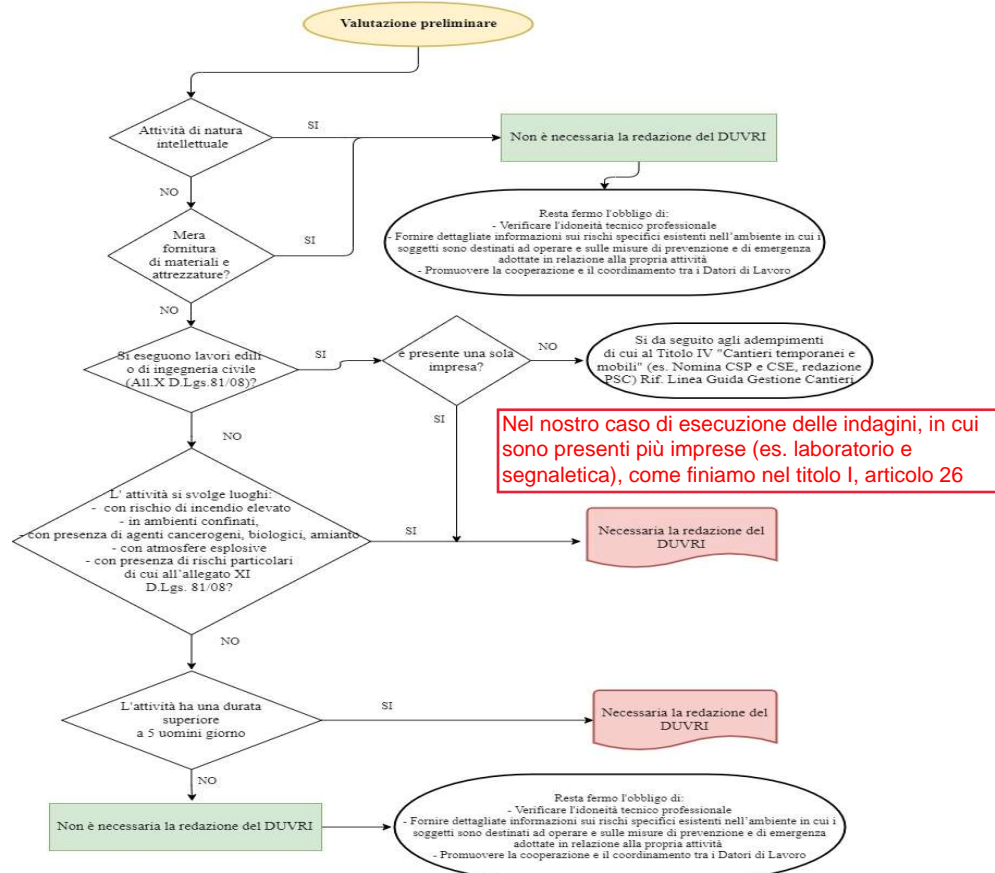 Valutazione preliminare
Attività di natura
intellettuale
SI
Non è necessaria la redazione del DUVRI
NO
Resta fermo l'obbligo di:
- Verificare l'idoneità tecnico professionale
- Fornire dettagliate informazioni sui rischi specifici esistenti nell'ambiente in cui i
soggetti sono destinati ad operare e sulle misure di prevenzione e di emergenza
adottate in relazione alla propria attività
- Promuovere la cooperazione e il coordinamento tra i Datori di Lavoro
Mera
fornitura
di materiali e
attrezzature?
SI
NO
Si eseguono lavori edili
o di ingegneria civile
(All.X D.Lgs.81/08)?
SI
è presente una sola
impresa?
NO
Si da seguito agli adempimenti
di cui al Titolo IV "Cantieri temporanei e
mobili" (es. Nomina CSP e CSE, redazione
PSC) Rif. Linea Guida Gestione Cantieri
SI
NO
Nel nostro caso di esecuzione delle indagini, in cui
sono presenti più imprese (es. laboratorio e
segnaletica), come finiamo nel titolo I, articolo 26
L' attività si svolge luoghi:
- con rischio di incendio elevato
- in ambienti confinati,
- con presenza di agenti cancerogeni, biologici, amianto
- con atmosfere esplosive
- con presenza di rischi particolari
di cui all'allegato XI
D.Lgs. 81/08?
SI
Necessaria la redazione del
DUVRI
NO
L'attività ha una durata
superiore
a 5 uomini giorno
SI
Necessaria la redazione del
DUVRI
NO
Non è necessaria la redazione del DUVRI
Resta fermo l'obbligo di:
- Verificare l'idoneità tecnico professionale
- Fornire dettagliate informazioni sui rischi specifici esistenti nell'ambiente in cui i
soggetti sono destinati ad operare e sulle misure di prevenzione e di emergenza
adottate in relazione alla propria attività
- Promuovere la cooperazione e il coordinamento tra i Datori di Lavoro